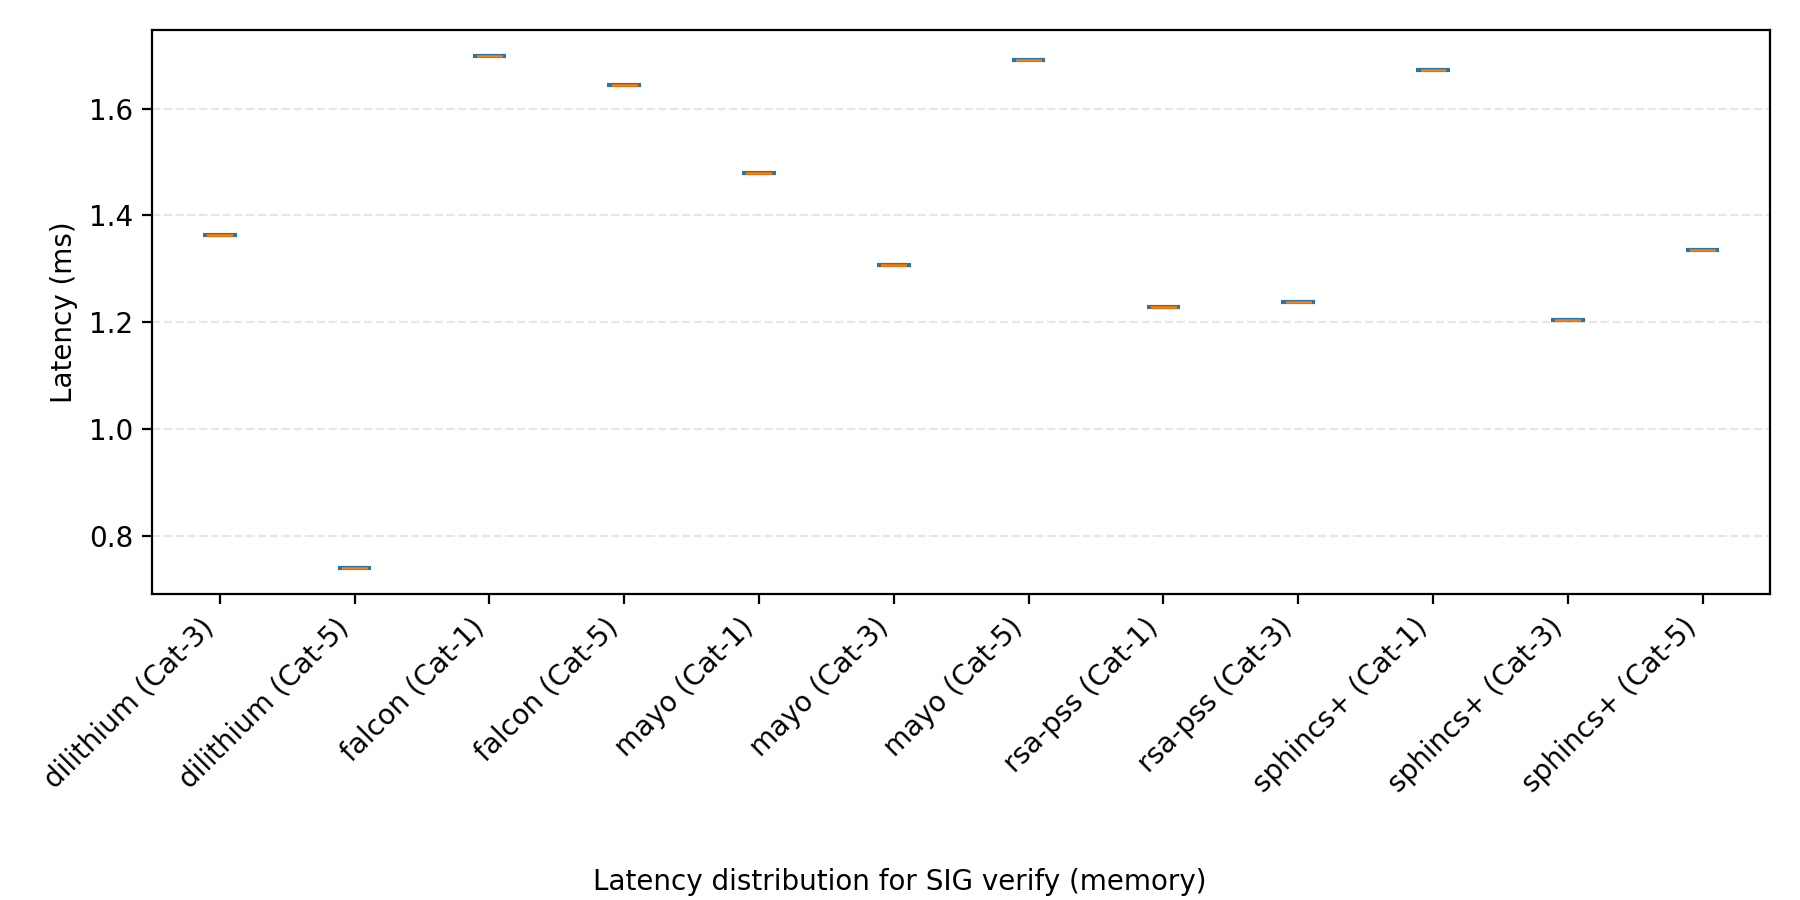 1.6
1.4
1.2
1.0
0.8
Latency (ms)
dilithium (Cat-3)
dilithium (Cat-5)
falcon (Cat-1)
falcon (Cat-5)
mayo (Cat-1)
mayo (Cat-3)
mayo (Cat-5)
rsa-pss (Cat-1)
rsa-pss (Cat-3)
sphincs+ (Cat-1)
sphincs+ (Cat-3)
sphincs+ (Cat-5)
Latency distribution for SIG verify (memory)